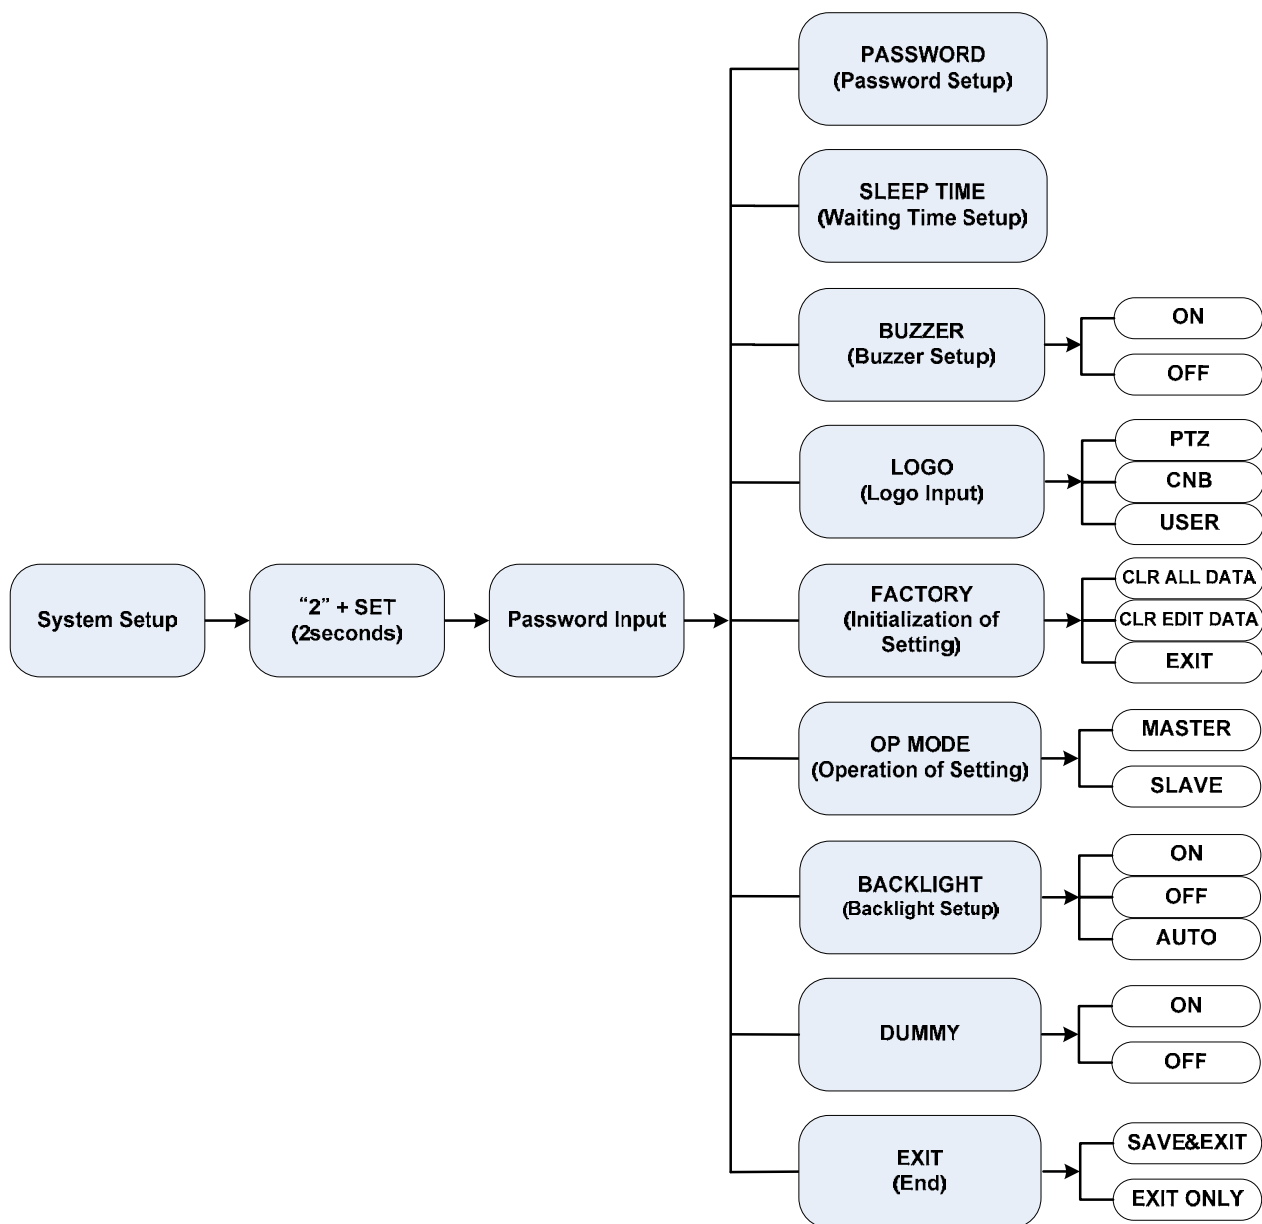 System Setup
“2” + SET
(2seconds)
Password Input
PASSWORD
(Password Setup)
SLEEP TIME
(Waiting Time Setup)
BUZZER
(Buzzer Setup)
ON
OFF
LOGO
(Logo Input)
PTZ
CNB
USER
FACTORY
(Initialization of
Setting)
CLR ALL DATA
CLR EDIT DATA
EXIT
OP MODE
(Operation of Setting)
MASTER
SLAVE
BACKLIGHT
(Backlight Setup)
ON
OFF
AUTO
DUMMY
ON
OFF
EXIT
(End)
SAVE&EXIT
EXIT ONLY